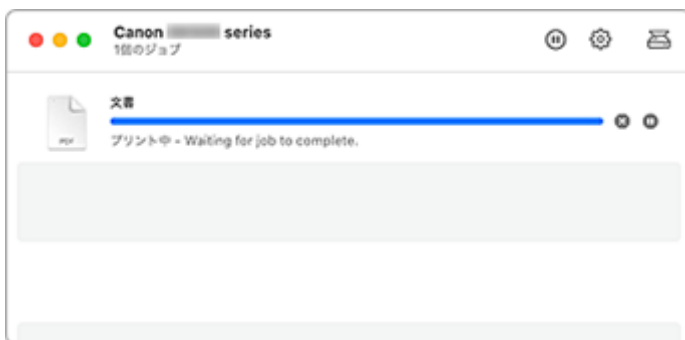 Canon series
1個のジョブ
文書
PDF
プリント中 - Waiting for job to complete.